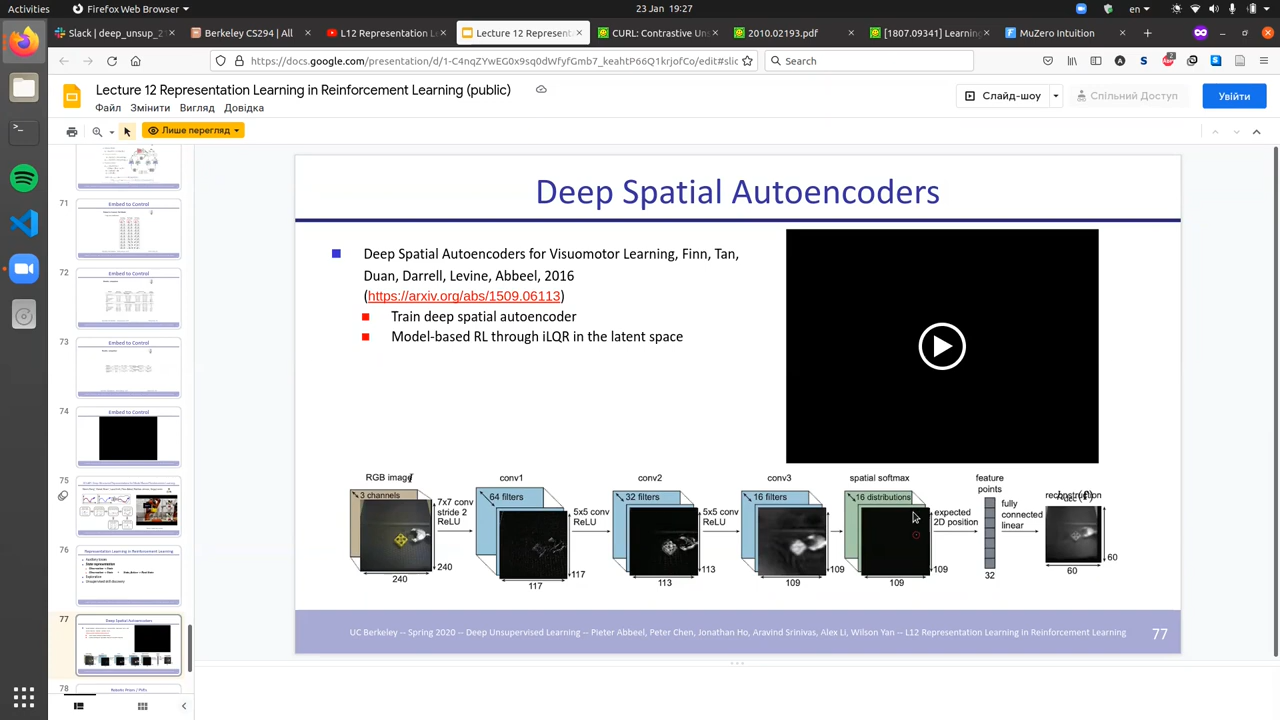 Activities
Firefox Web Browser
23 Jan 19:27
en
Slack | deep_unsup_2
Berkeley CS294 | All
L12 Representation L
Lecture 12 Represent
CURL: Contrastive Un
2010.02193.pdf
[1807.09341] Learnin
MuZero Intuition
https://docs.google.com/presentation/d/1-C4nqZYwEG0x9sq0dWfyfGmb7_keahtP66Q1krjofCo/edit#slic
Search
Lecture 12 Representation Learning in Reinforcement Learning (public)
Файл Змінити Вигляд Довідка
Слайд-шоу
Спільний Доступ
Увійти
Лише перегляд
71
Embed to Control
72
Embed to Control
73
Embed to Control
74
Embed to Control
75
76
Representation Learning in Reinforcement Learning
77
Deep Spatial Autoencoders
78
Deep Spatial Autoencoders
Deep Spatial Autoencoders for Visuomotor Learning, Finn, Tan,
Duan, Darrell, Levine, Abbeel, 2016
(https://arxiv.org/abs/1509.06113)
Train deep spatial autoencoder
Model-based RL through iLQR in the latent space
RGB image
3 channels
240
240
7x7 conv
stride 2
ReLU
conv1
64 filters
117
117
5x5 conv
ReLU
conv2
32 filters
113
113
5x5 conv
ReLU
conv3
16 filters
109
109
spatial softmax
16 distributions
109
109
expected
2D position
feature
points
32
fully
connected
linear
reconstruction
60
60
UC Berkeley -- Spring 2020 -- Deep Unsupervised Learning -- Pieter Abbeel, Peter Chen, Jonathan Ho, Aravind Srinivas, Alex Li, Wilson Yan -- L12 Representation Learning in Reinforcement Learning
77